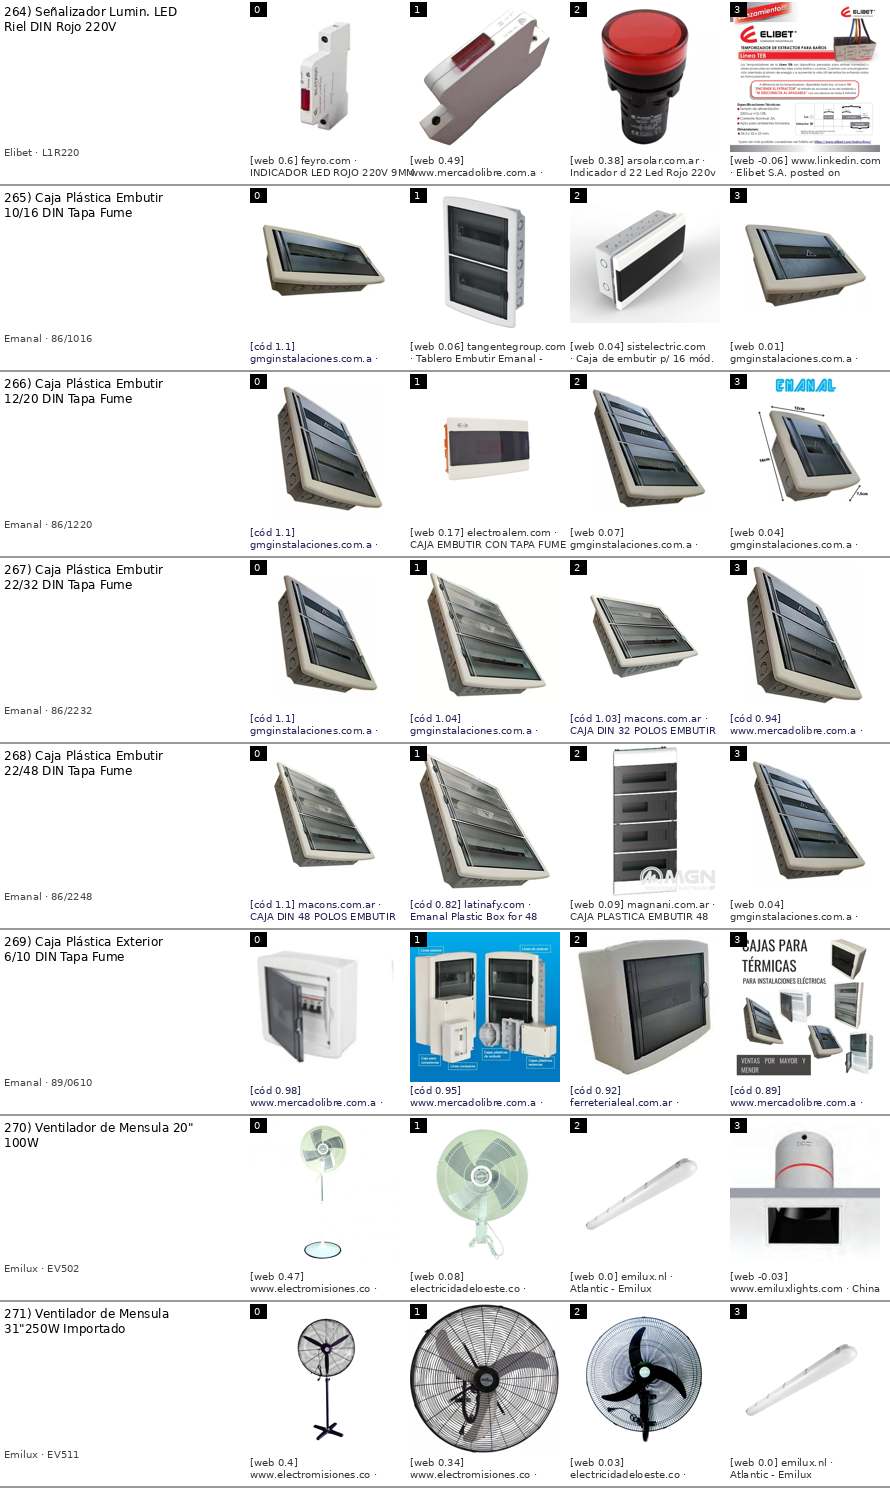 264) Señalizador Lumin. LED
Riel DIN Rojo 220V
Elibet · L1R220
0
[web 0.6] feyro.com ·
INDICADOR LED ROJO 220V 9MM
1
[web 0.49]
www.mercadolibre.com.a ·
2
[web 0.38] arsolar.com.ar ·
Indicador d 22 Led Rojo 220v
3
ELIBET
ELIBET
TEMPORIZADOR DE EXTRACTOR PARA BAÑOS
Línea TEB
[web -0.06] www.linkedin.com
· Elibet S.A. posted on
265) Caja Plástica Embutir
10/16 DIN Tapa Fume
Emanal · 86/1016
0
[cód 1.1]
gmginstalaciones.com.a ·
1
[web 0.06] tangentegroup.com
· Tablero Embutir Emanal -
2
[web 0.04] sistelectric.com
· Caja de embutir p/ 16 mód.
3
[web 0.01]
gmginstalaciones.com.a ·
266) Caja Plástica Embutir
12/20 DIN Tapa Fume
Emanal · 86/1220
0
[cód 1.1]
gmginstalaciones.com.a ·
1
[web 0.17] electroalem.com ·
CAJA EMBUTIR CON TAPA FUME
2
[web 0.07]
gmginstalaciones.com.a ·
3
EMANAL
[web 0.04]
gmginstalaciones.com.a ·
267) Caja Plástica Embutir
22/32 DIN Tapa Fume
Emanal · 86/2232
0
[cód 1.1]
gmginstalaciones.com.a ·
1
[cód 1.04]
gmginstalaciones.com.a ·
2
[cód 1.03] macons.com.ar ·
CAJA DIN 32 POLOS EMBUTIR
3
[cód 0.94]
www.mercadolibre.com.a ·
268) Caja Plástica Embutir
22/48 DIN Tapa Fume
Emanal · 86/2248
0
[cód 1.1] macons.com.ar ·
CAJA DIN 48 POLOS EMBUTIR
1
[cód 0.82] latinafy.com ·
Emanal Plastic Box for 48
2
MGN
[web 0.09] magnani.com.ar ·
CAJA PLASTICA EMBUTIR 48
3
[web 0.04]
gmginstalaciones.com.a ·
269) Caja Plástica Exterior
6/10 DIN Tapa Fume
Emanal · 89/0610
0
[cód 0.98]
www.mercadolibre.com.a ·
1
[cód 0.95]
www.mercadolibre.com.a ·
2
[cód 0.92]
ferreterialeal.com.ar ·
3
CAJAS PARA
TÉRMICAS
PARA INSTALACIONES ELÉCTRICAS
VENTAS POR MAYOR Y
MENOR
[cód 0.89]
www.mercadolibre.com.a ·
270) Ventilador de Mensula 20"
100W
Emilux · EV502
0
[web 0.47]
www.electromisiones.co ·
1
[web 0.08]
electricidadeloeste.co ·
2
[web 0.0] emilux.nl ·
Atlantic - Emilux
3
[web -0.03]
www.emiluxlights.com · China
271) Ventilador de Mensula
31"250W Importado
Emilux · EV511
0
[web 0.4]
www.electromisiones.co ·
1
[web 0.34]
www.electromisiones.co ·
2
[web 0.03]
electricidadeloeste.co ·
3
[web 0.0] emilux.nl ·
Atlantic - Emilux